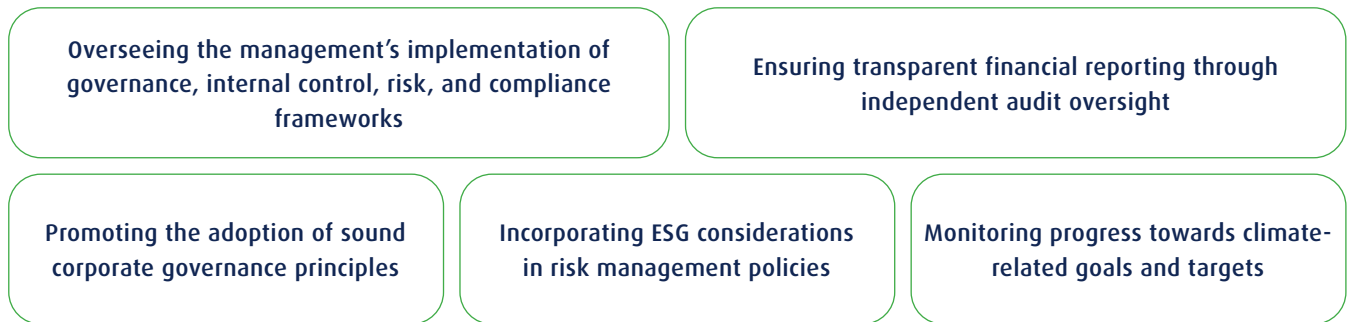 Overseeing the management’s implementation of
governance, internal control, risk, and compliance
frameworks
Ensuring transparent financial reporting through
independent audit oversight
Promoting the adoption of sound
corporate governance principles
Incorporating ESG considerations
in risk management policies
Monitoring progress towards climate-
related goals and targets